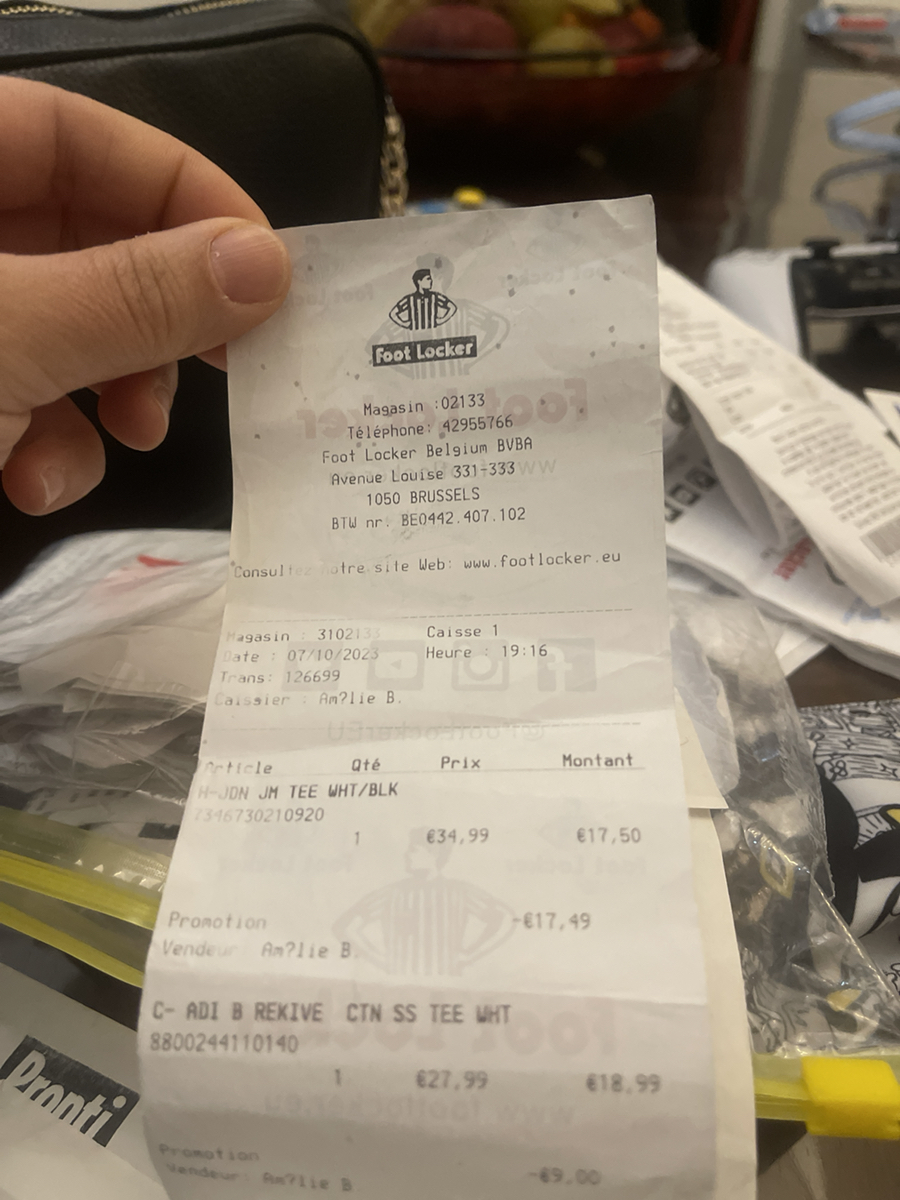 Foot Locker
Magasin :02133
Téléphone: 42955766
Foot Locker Belgium BVBA
Avenue Louise 331-333
1050 BRUSSELS
BTW nr: BE0442.407.102
Consultez notre site Web: www.footlocker.eu
Magasin : 3102133 Caisse 1
Date : 07/10/2023 Heure : 19:16
Trans: 126699
Caissier : Am?lie B.
Article Qté Prix Montant
H-JDN JM TEE WHT/BLK
7346730210920
1 €34,99 €17,50
Promotion -€17,49
Vendeur: Am?lie B.
C- ADI B REKIVE CTN SS TEE WHT
8800244110140
1 €27,99 €18,99
Promotion -€9,00
Vendeur: Am?lie B.
Pronti